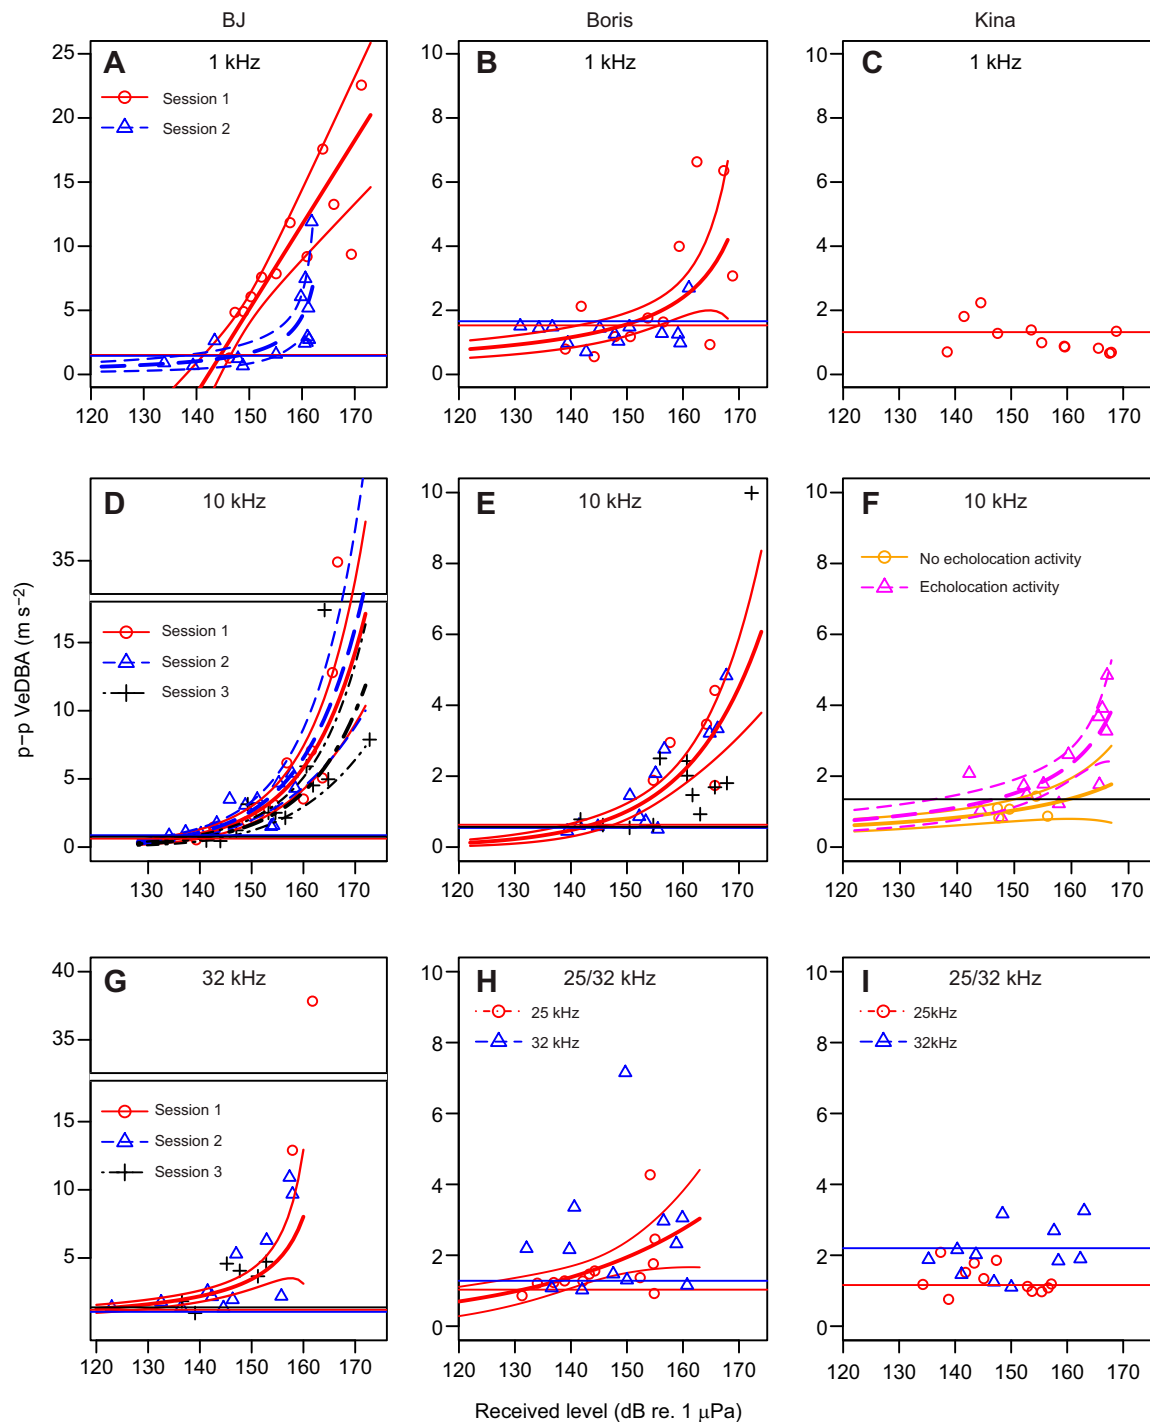 BJ Boris Kina
A 1 kHz
B 1 kHz
C 1 kHz
25
20
15
10
5
0
Session 1
Session 2
10
8
6
4
2
0
10
8
6
4
2
0
120 130 140 150 160 170
120 130 140 150 160 170
120 130 140 150 160 170
D 10 kHz
E 10 kHz
F 10 kHz
35
15
10
5
0
Session 1
Session 2
Session 3
10
8
6
4
2
0
10
8
6
4
2
0
No echolocation activity
Echolocation activity
130 140 150 160 170
120 130 140 150 160 170
120 130 140 150 160 170
p−p VeDBA (m s−2)
G 32 kHz
H 25/32 kHz
I 25/32 kHz
40
35
15
10
5
Session 1
Session 2
Session 3
10
8
6
4
2
0
25 kHz
32 kHz
10
8
6
4
2
0
25kHz
32kHz
120 130 140 150 160 170
120 130 140 150 160 170
120 130 140 150 160 170
Received level (dB re. 1 μPa)